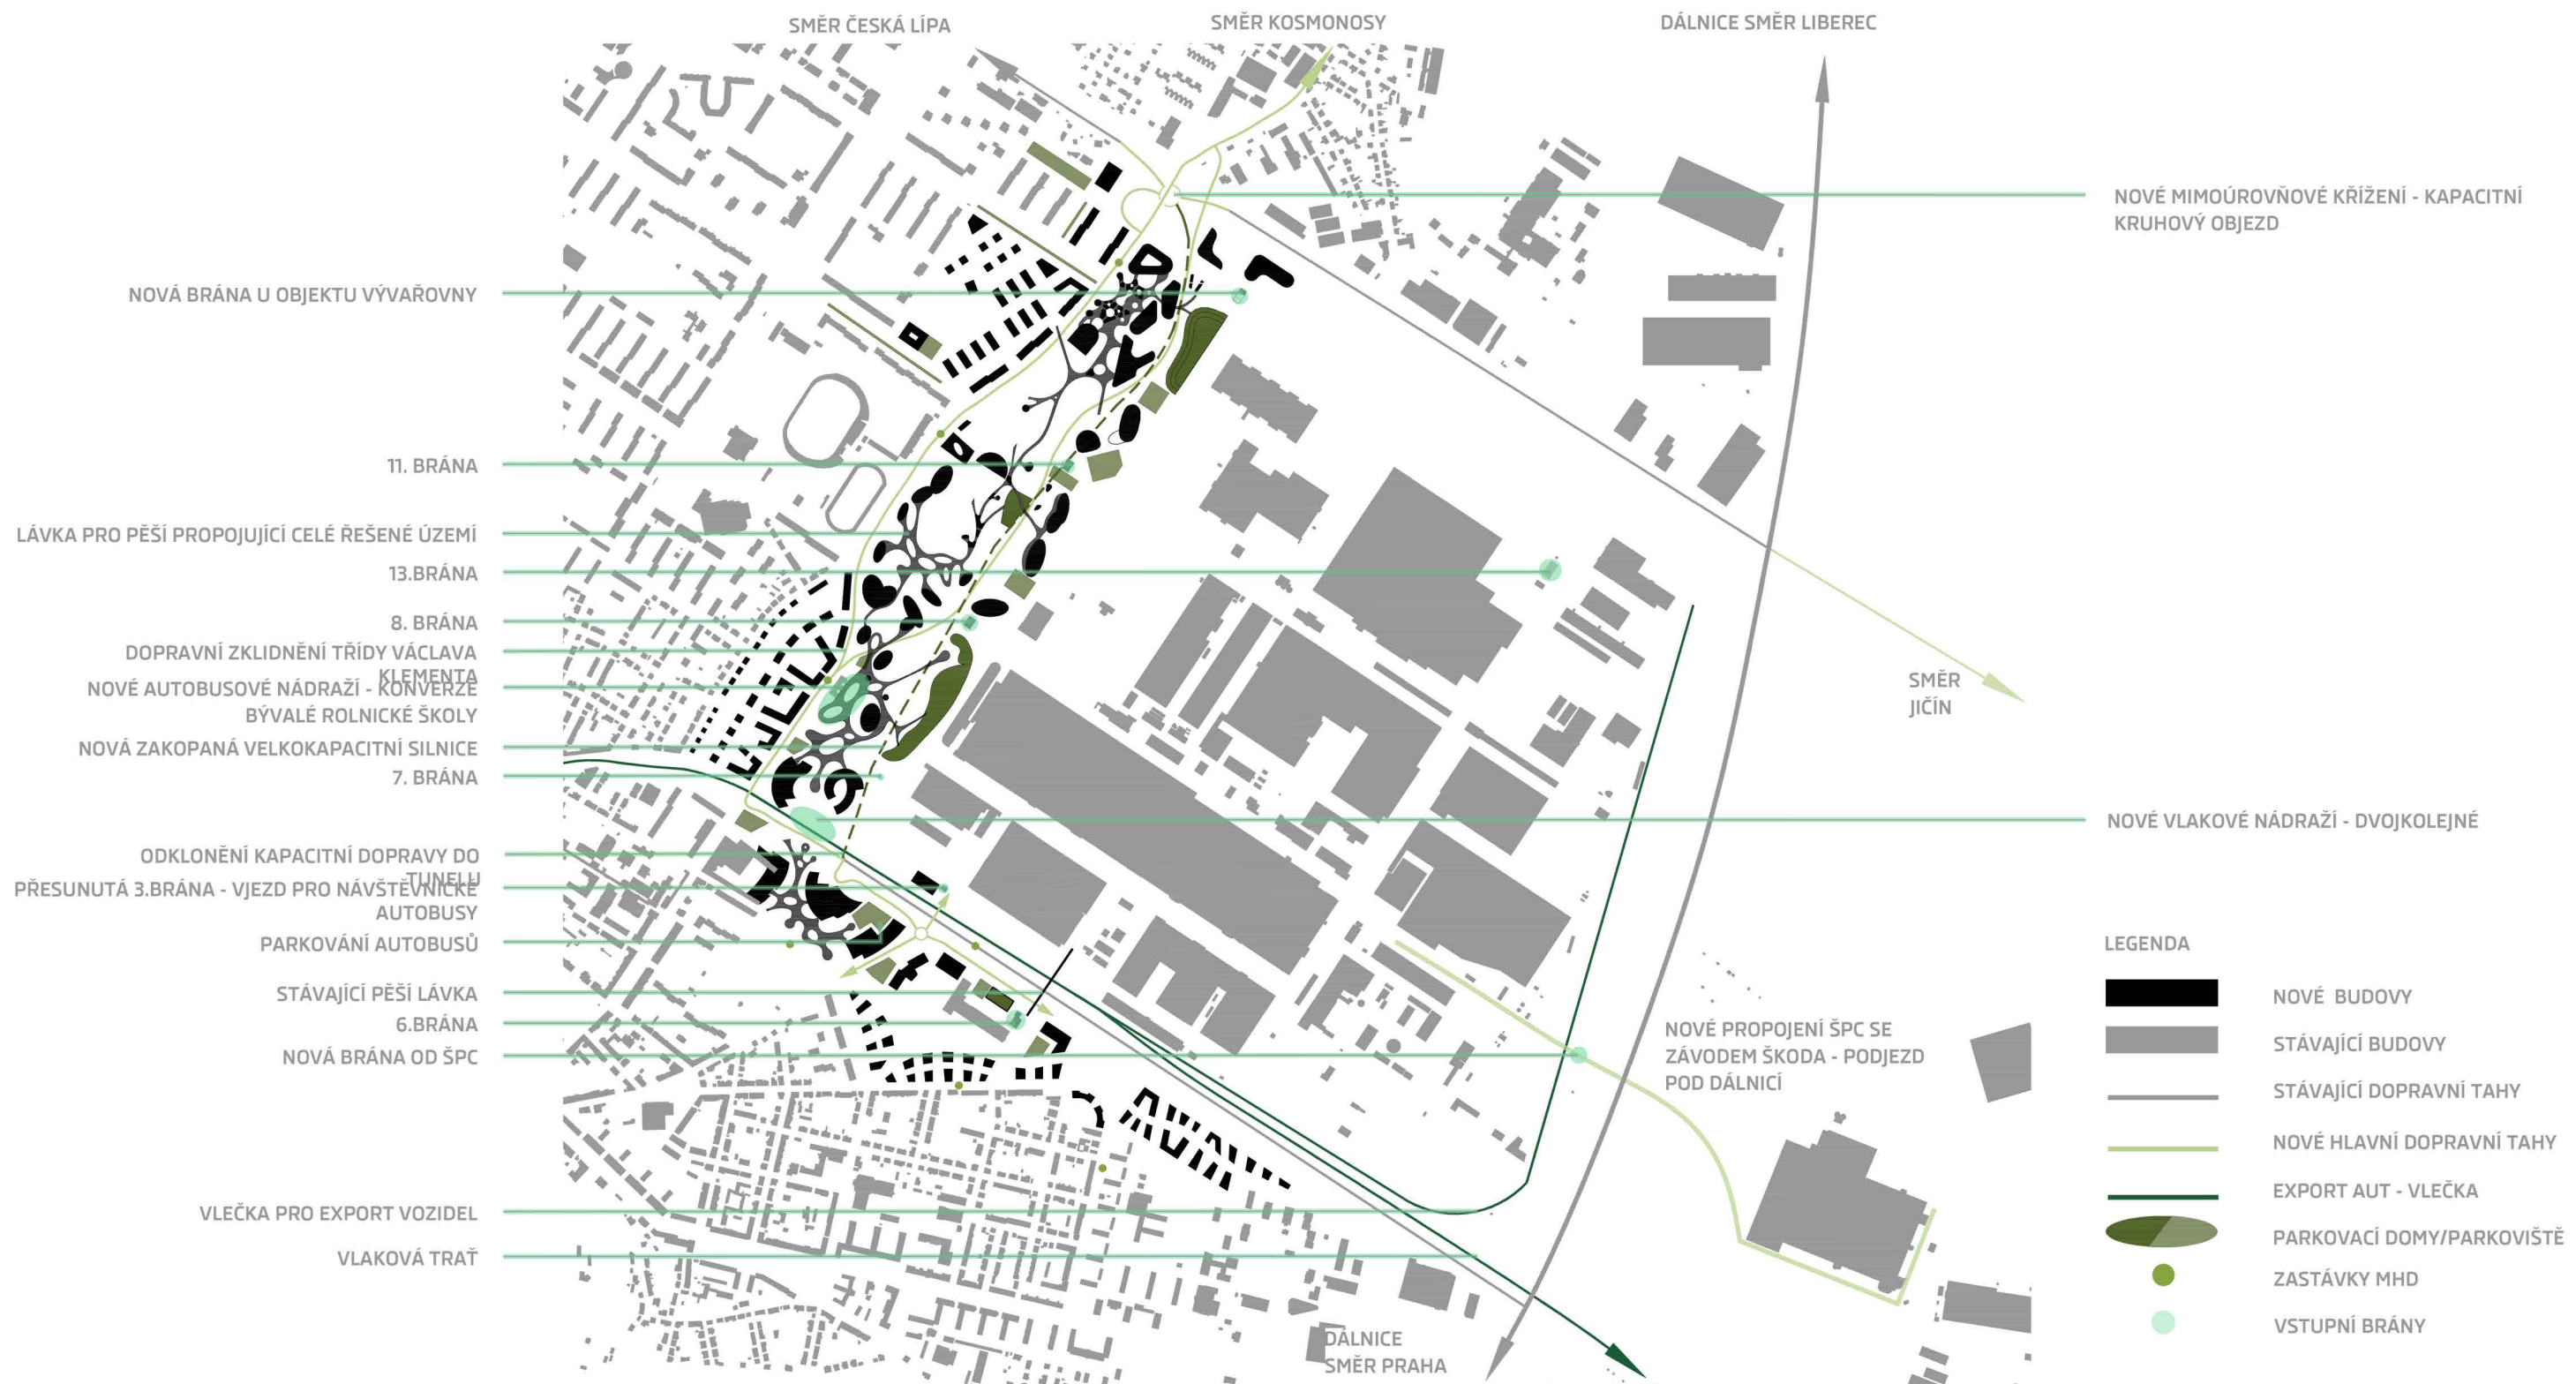 SMĚR ČESKÁ LÍPA
SMĚR KOSMONOSY
DÁLNICE SMĚR LIBEREC
NOVÉ MIMOÚROVŇOVÉ KŘÍŽENÍ - KAPACITNÍ
KRUHOVÝ OBJEZD
NOVÁ BRÁNA U OBJEKTU VÝVAŘOVNY
11. BRÁNA
LÁVKA PRO PĚŠÍ PROPOJUJÍCÍ CELÉ ŘEŠENÉ ÚZEMÍ
13.BRÁNA
8. BRÁNA
DOPRAVNÍ ZKLIDNĚNÍ TŘÍDY VÁCLAVA
KLEMENTA
NOVÉ AUTOBUSOVÉ NÁDRAŽÍ - KONVERZE
BÝVALÉ ROLNICKÉ ŠKOLY
NOVÁ ZAKOPANÁ VELKOKAPACITNÍ SILNICE
7. BRÁNA
ODKLONĚNÍ KAPACITNÍ DOPRAVY DO
TUNELU
PŘESUNUTÁ 3.BRÁNA - VJEZD PRO NÁVŠTĚVNICKÉ
AUTOBUSY
PARKOVÁNÍ AUTOBUSŮ
STÁVAJÍCÍ PĚŠÍ LÁVKA
6.BRÁNA
NOVÁ BRÁNA OD ŠPC
VLEČKA PRO EXPORT VOZIDEL
VLAKOVÁ TRAŤ
SMĚR
JIČÍN
NOVÉ VLAKOVÉ NÁDRAŽÍ - DVOJKOLEJNÉ
NOVÉ PROPOJENÍ ŠPC SE
ZÁVODEM ŠKODA - PODJEZD
POD DÁLNICÍ
DÁLNICE
SMĚR PRAHA
LEGENDA
NOVÉ BUDOVY
STÁVAJÍCÍ BUDOVY
STÁVAJÍCÍ DOPRAVNÍ TAHY
NOVÉ HLAVNÍ DOPRAVNÍ TAHY
EXPORT AUT - VLEČKA
PARKOVACÍ DOMY/PARKOVIŠTĚ
ZASTÁVKY MHD
VSTUPNÍ BRÁNY